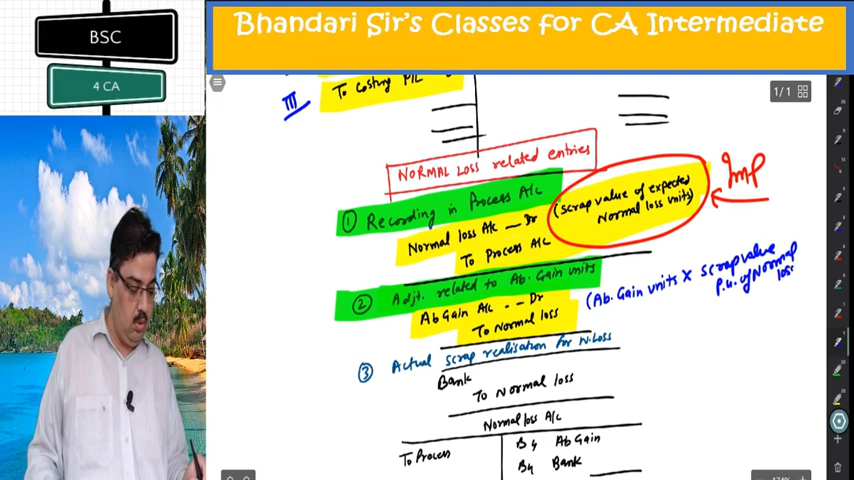 Bhandari Sir's Classes for CA Intermediate
BSC
4 CA
To Costing P/L
III
1/1
NORMAL LOSS related entries
① Recording in Process A/c
Normal loss A/c — Dr
To Process A/c
(scrap value of expected
Normal loss units)
Imp
② Adjt. related to Ab. Gain units
Ab Gain A/c - - Dr
To Normal loss
(Ab. Gain units × scrap value
p.u. of Normal
loss
③ Actual scrap realisation for N. Loss
Bank
To Normal loss
Normal loss A/c
To Process
By Ab Gain
By Bank
174%